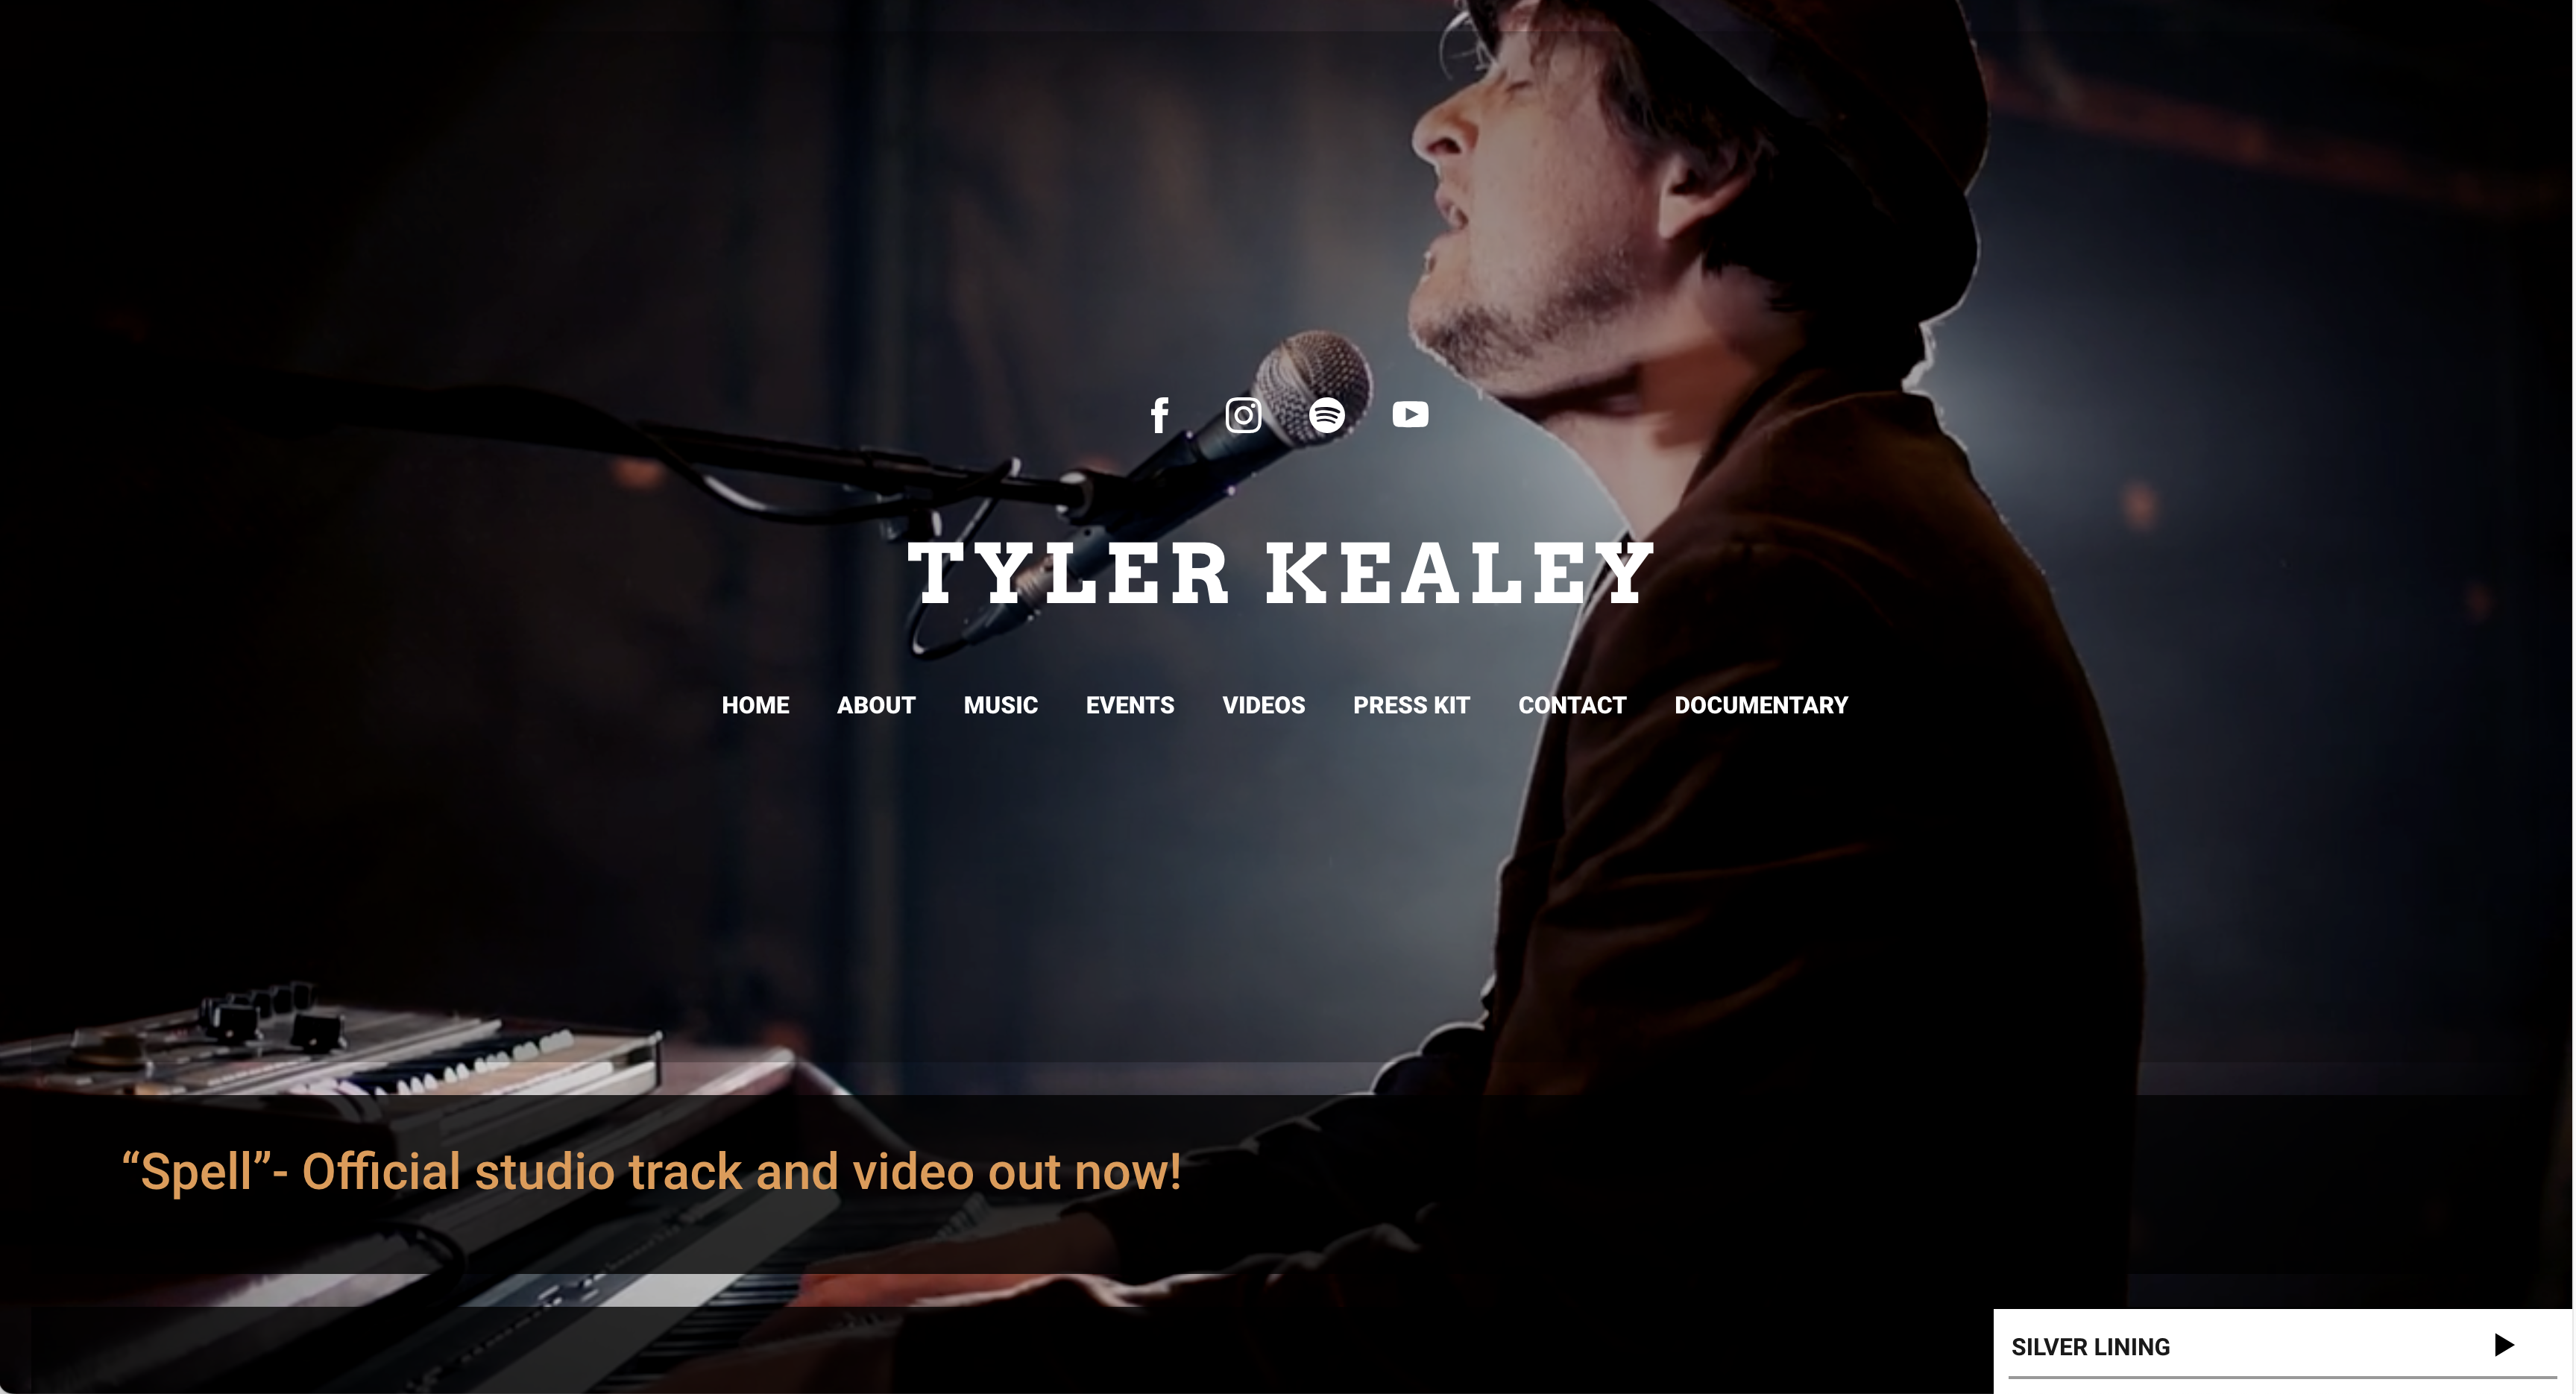 TYLER KEALEY
HOME ABOUT MUSIC EVENTS VIDEOS PRESS KIT CONTACT DOCUMENTARY
“Spell”- Official studio track and video out now!
SILVER LINING